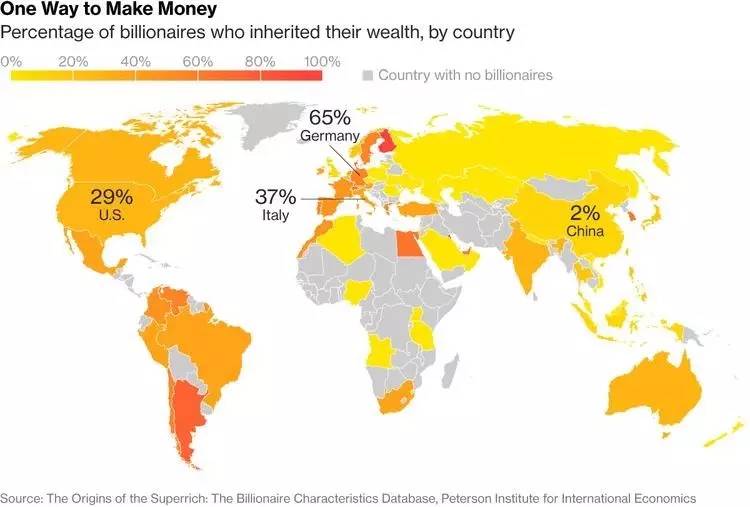 One Way to Make Money
Percentage of billionaires who inherited their wealth, by country
0% 20% 40% 60% 80% 100%
Country with no billionaires
65%
Germany
29%
U.S.
37%
Italy
2%
China
Source: The Origins of the Superrich: The Billionaire Characteristics Database, Peterson Institute for International Economics